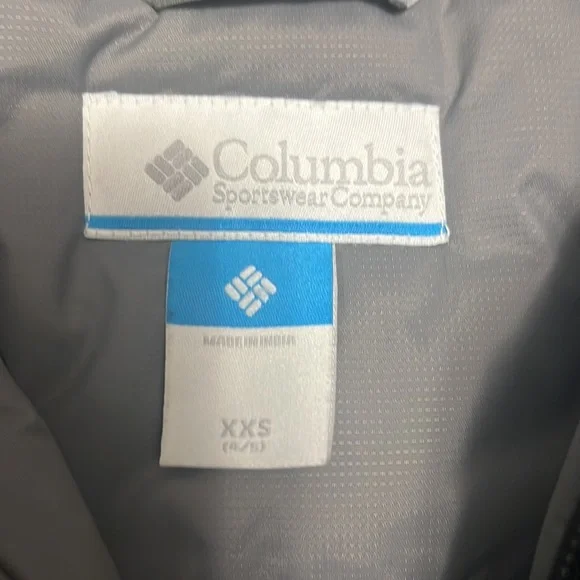 Columbia
Sportswear Company
MADE IN INDIA
XXS
(4/5)